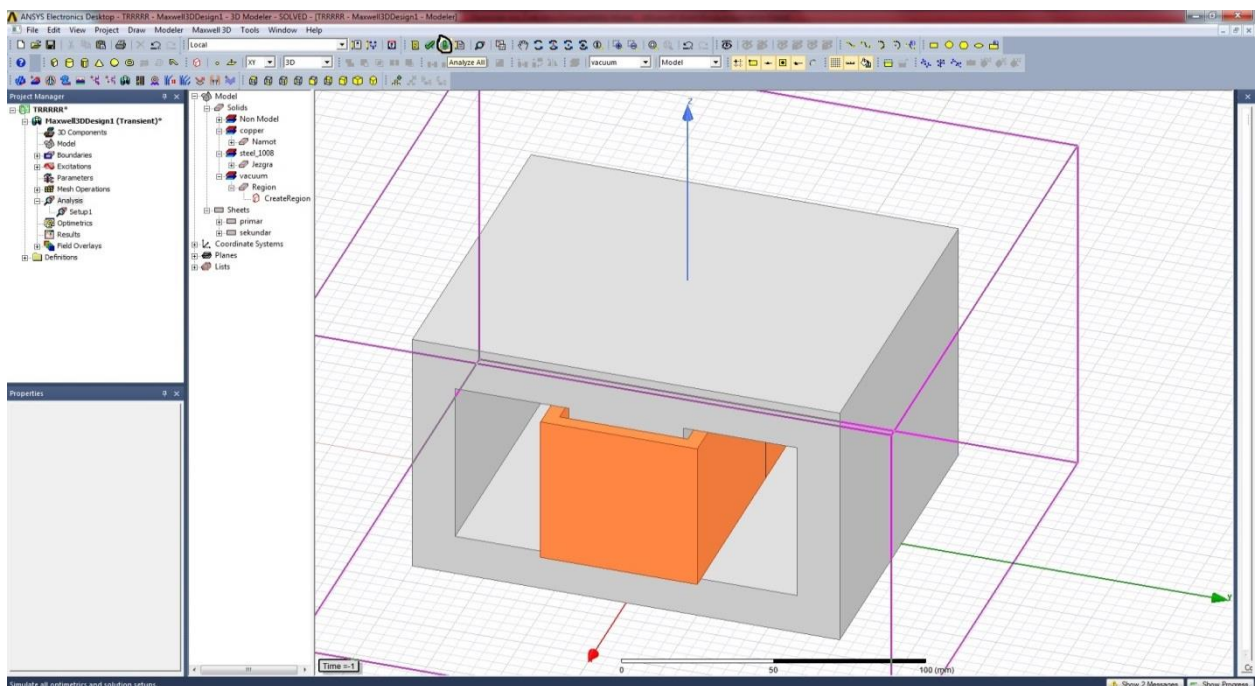 ANSYS Electronics Desktop - TRRRRR - Maxwell3DDesign1 - 3D Modeler - SOLVED - [TRRRRR - Maxwell3DDesign1 - Modeler]
File Edit View Project Draw Modeler Maxwell 3D Tools Window Help
Local
XY 3D Analyze All vacuum Model
Project Manager
TRRRRR*
Maxwell3DDesign1 (Transient)*
3D Components
Model
Boundaries
Excitations
Parameters
Mesh Operations
Analysis
Setup1
Optimetrics
Results
Field Overlays
Definitions
Properties
Model
Solids
Non Model
copper
Namot
steel_1008
Jezgra
vacuum
Region
CreateRegion
Sheets
primar
sekundar
Coordinate Systems
Planes
Lists
Z
Y
Time =-1
0 50 100 (mm)
Simulate all optimetrics and solution setups
Show 2 Messages Show Progress